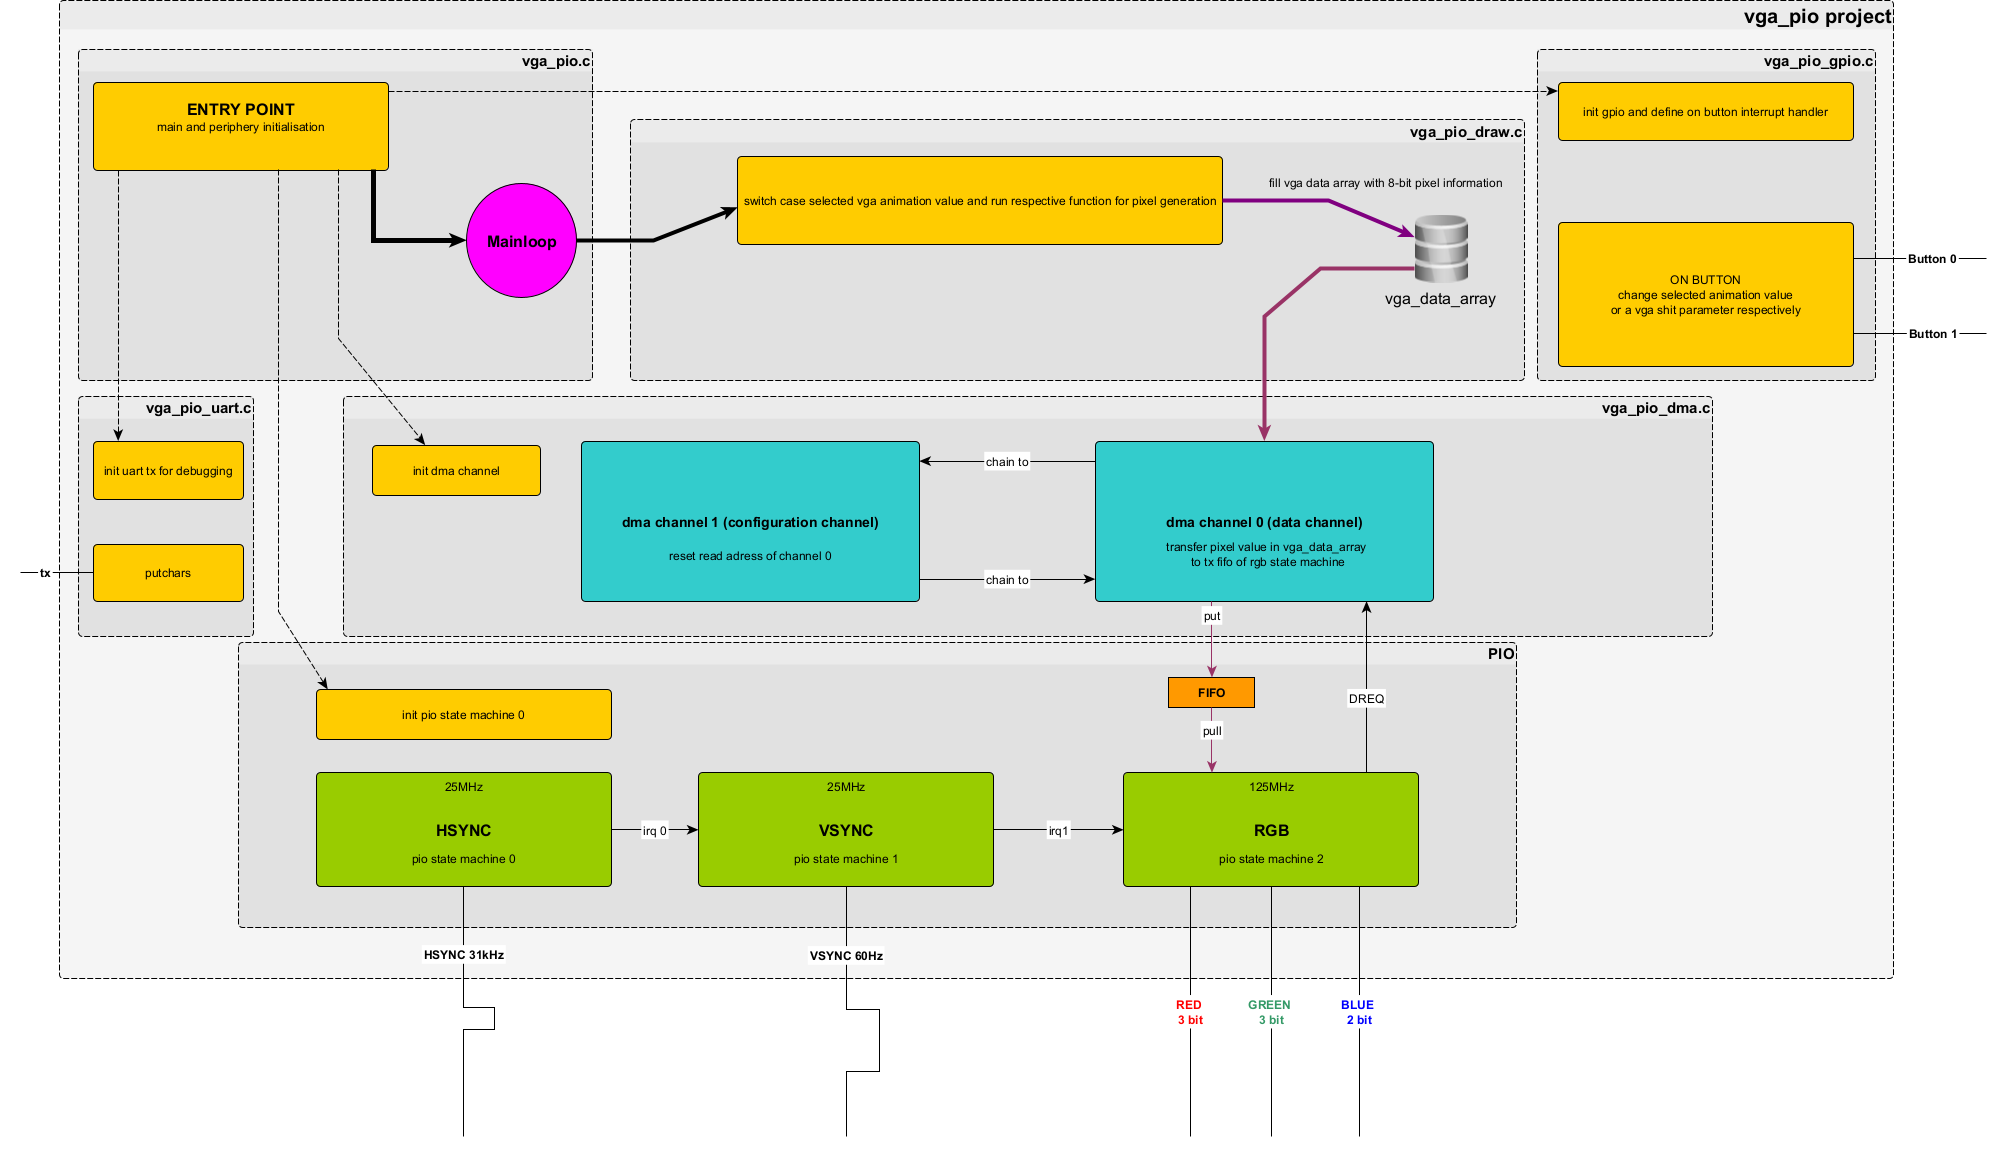 vga_pio project
vga_pio.c
ENTRY POINT
main and periphery initialisation
Mainloop
vga_pio_draw.c
switch case selected vga animation value and run respective function for pixel generation
fill vga data array with 8-bit pixel information
vga_data_array
vga_pio_gpio.c
init gpio and define on button interrupt handler
ON BUTTON
change selected animation value
or a vga shit parameter respectively
Button 0
Button 1
vga_pio_uart.c
init uart tx for debugging
putchars
tx
vga_pio_dma.c
init dma channel
dma channel 1 (configuration channel)
reset read adress of channel 0
chain to
chain to
dma channel 0 (data channel)
transfer pixel value in vga_data_array
to tx fifo of rgb state machine
put
PIO
FIFO
pull
DREQ
init pio state machine 0
25MHz
HSYNC
pio state machine 0
irq 0
25MHz
VSYNC
pio state machine 1
irq1
125MHz
RGB
pio state machine 2
HSYNC 31kHz
VSYNC 60Hz
RED
3 bit
GREEN
3 bit
BLUE
2 bit